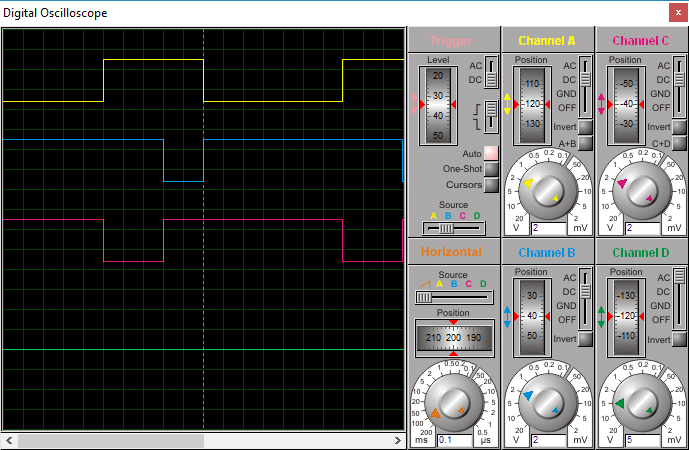 Digital Oscilloscope
x
Trigger
Level
20
30
40
50
Auto
One-Shot
Cursors
Source
A B C D
Channel A
Position
110
120
130
AC
DC
GND
OFF
Invert
A+B
20 10 5 2 1 0.5 0.2 0.1 50 20 10 5 2
V 2 mV
Channel C
Position
-50
-40
-30
AC
DC
GND
OFF
Invert
C+D
20 10 5 2 1 0.5 0.2 0.1 50 20 10 5 2
V 2 mV
Horizontal
Source
A B C D
Position
210 200 190
200 100 50 20 10 5 2 1 0.5 0.2 0.1 50 20 10 5 2 1 0.5
ms 0.1 µs
Channel B
Position
30
40
50
AC
DC
GND
OFF
Invert
20 10 5 2 1 0.5 0.2 0.1 50 20 10 5 2
V 2 mV
Channel D
Position
-130
-120
-110
AC
DC
GND
OFF
Invert
20 10 5 2 1 0.5 0.2 0.1 50 20 10 5 2
V 5 mV